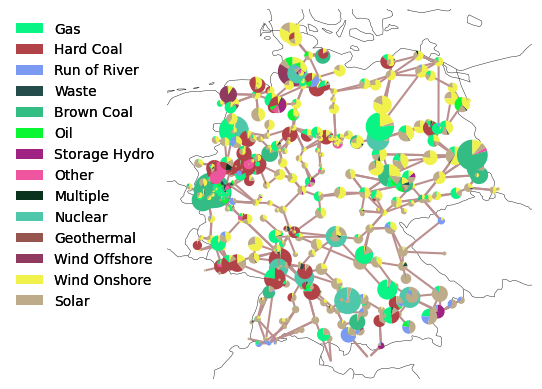 Gas
Hard Coal
Run of River
Waste
Brown Coal
Oil
Storage Hydro
Other
Multiple
Nuclear
Geothermal
Wind Offshore
Wind Onshore
Solar